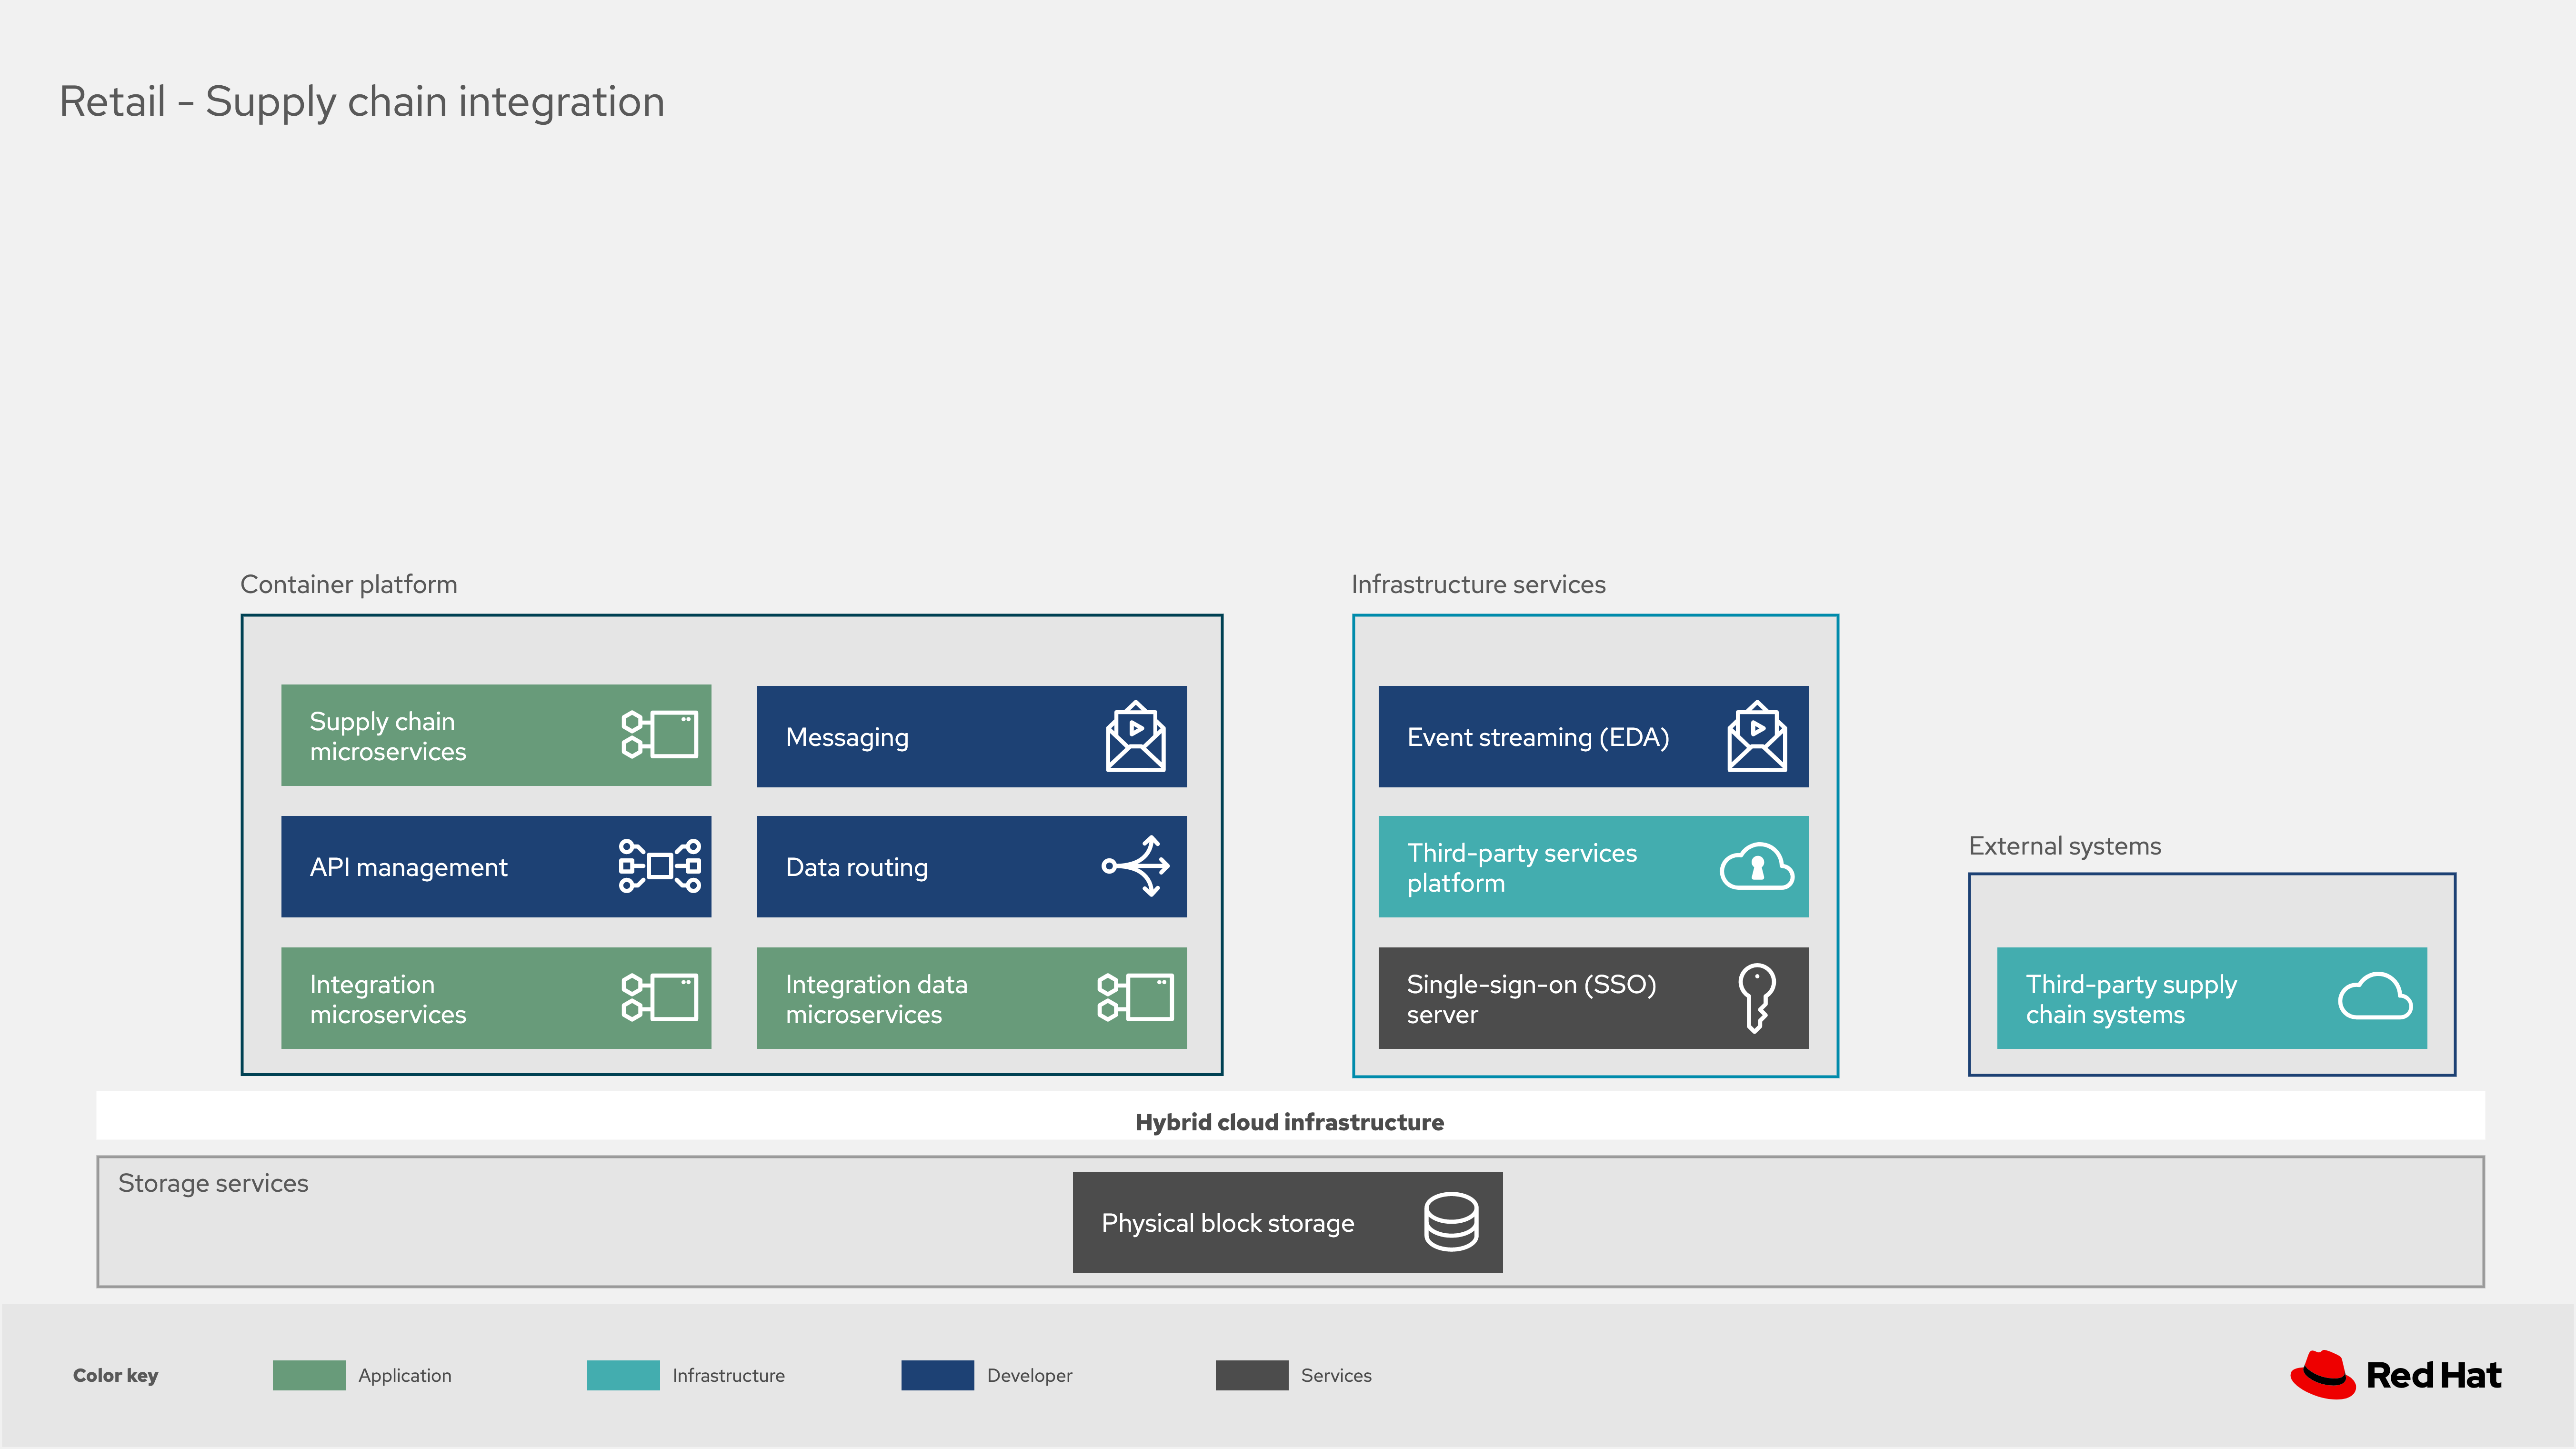 Retail - Supply chain integration
Container platform
Supply chain
microservices
Messaging
API management
Data routing
Integration
microservices
Integration data
microservices
Infrastructure services
Event streaming (EDA)
Third-party services
platform
Single-sign-on (SSO)
server
External systems
Third-party supply
chain systems
Hybrid cloud infrastructure
Storage services
Physical block storage
Color key
Application
Infrastructure
Developer
Services
Red Hat